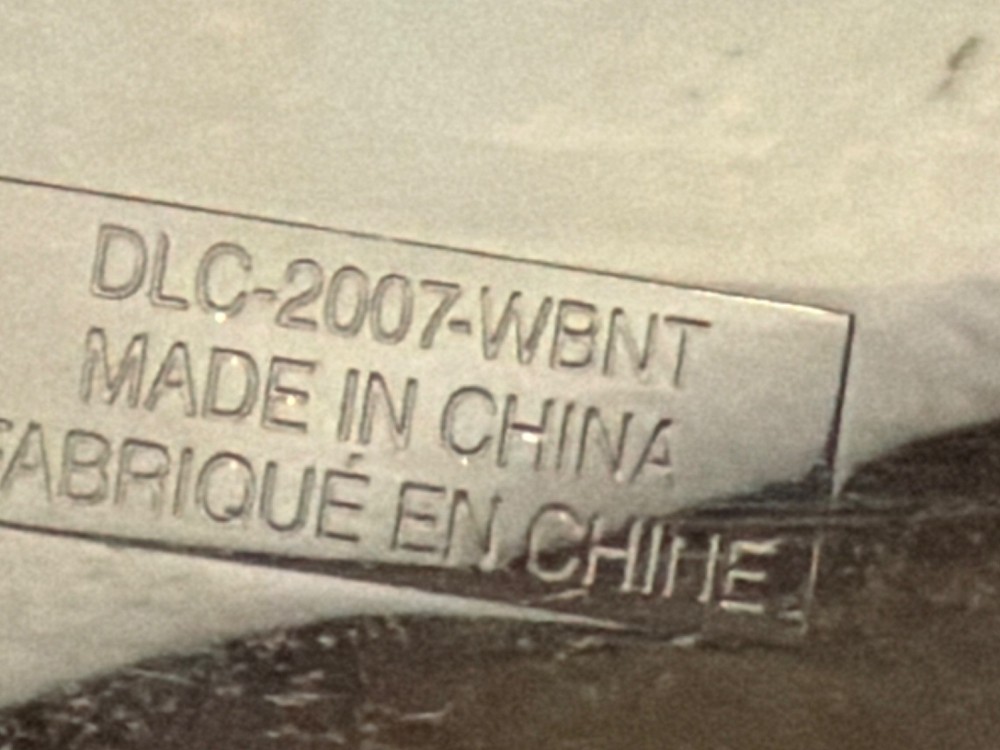 DLC-2007-WBNT
MADE IN CHINA
FABRIQUÉ EN CHINE